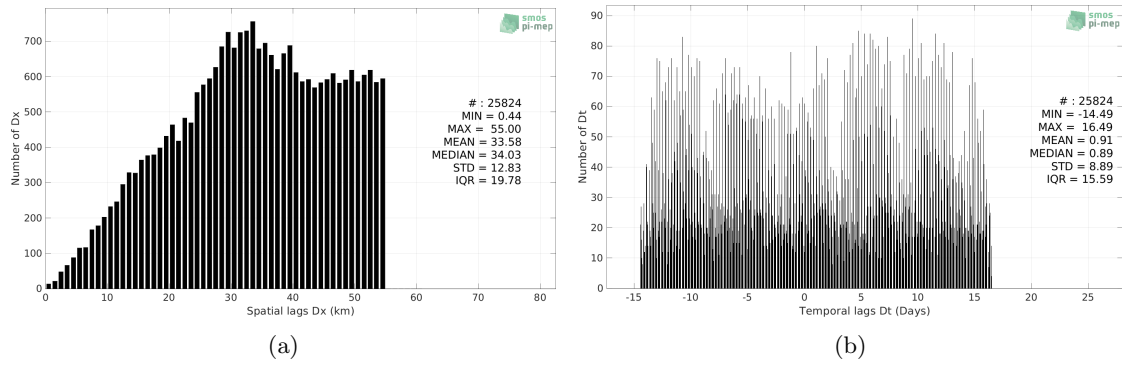 smos
pi-mep
700
600
500
400
300
200
100
0
Number of Dx
# : 25824
MIN = 0.44
MAX = 55.00
MEAN = 33.58
MEDIAN = 34.03
STD = 12.83
IQR = 19.78
0 10 20 30 40 50 60 70 80
Spatial lags Dx (km)
(a)
smos
pi-mep
90
80
70
60
50
40
30
20
10
0
Number of Dt
# : 25824
MIN = -14.49
MAX = 16.49
MEAN = 0.91
MEDIAN = 0.89
STD = 8.89
IQR = 15.59
-15 -10 -5 0 5 10 15 20 25
Temporal lags Dt (Days)
(b)